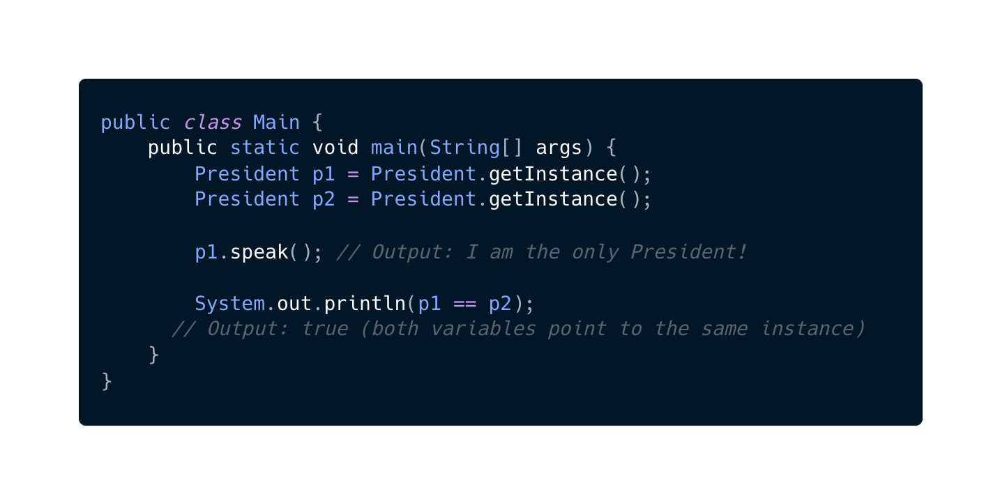 public class Main {
    public static void main(String[] args) {
        President p1 = President.getInstance();
        President p2 = President.getInstance();

        p1.speak(); // Output: I am the only President!

        System.out.println(p1 == p2);
      // Output: true (both variables point to the same instance)
    }
}